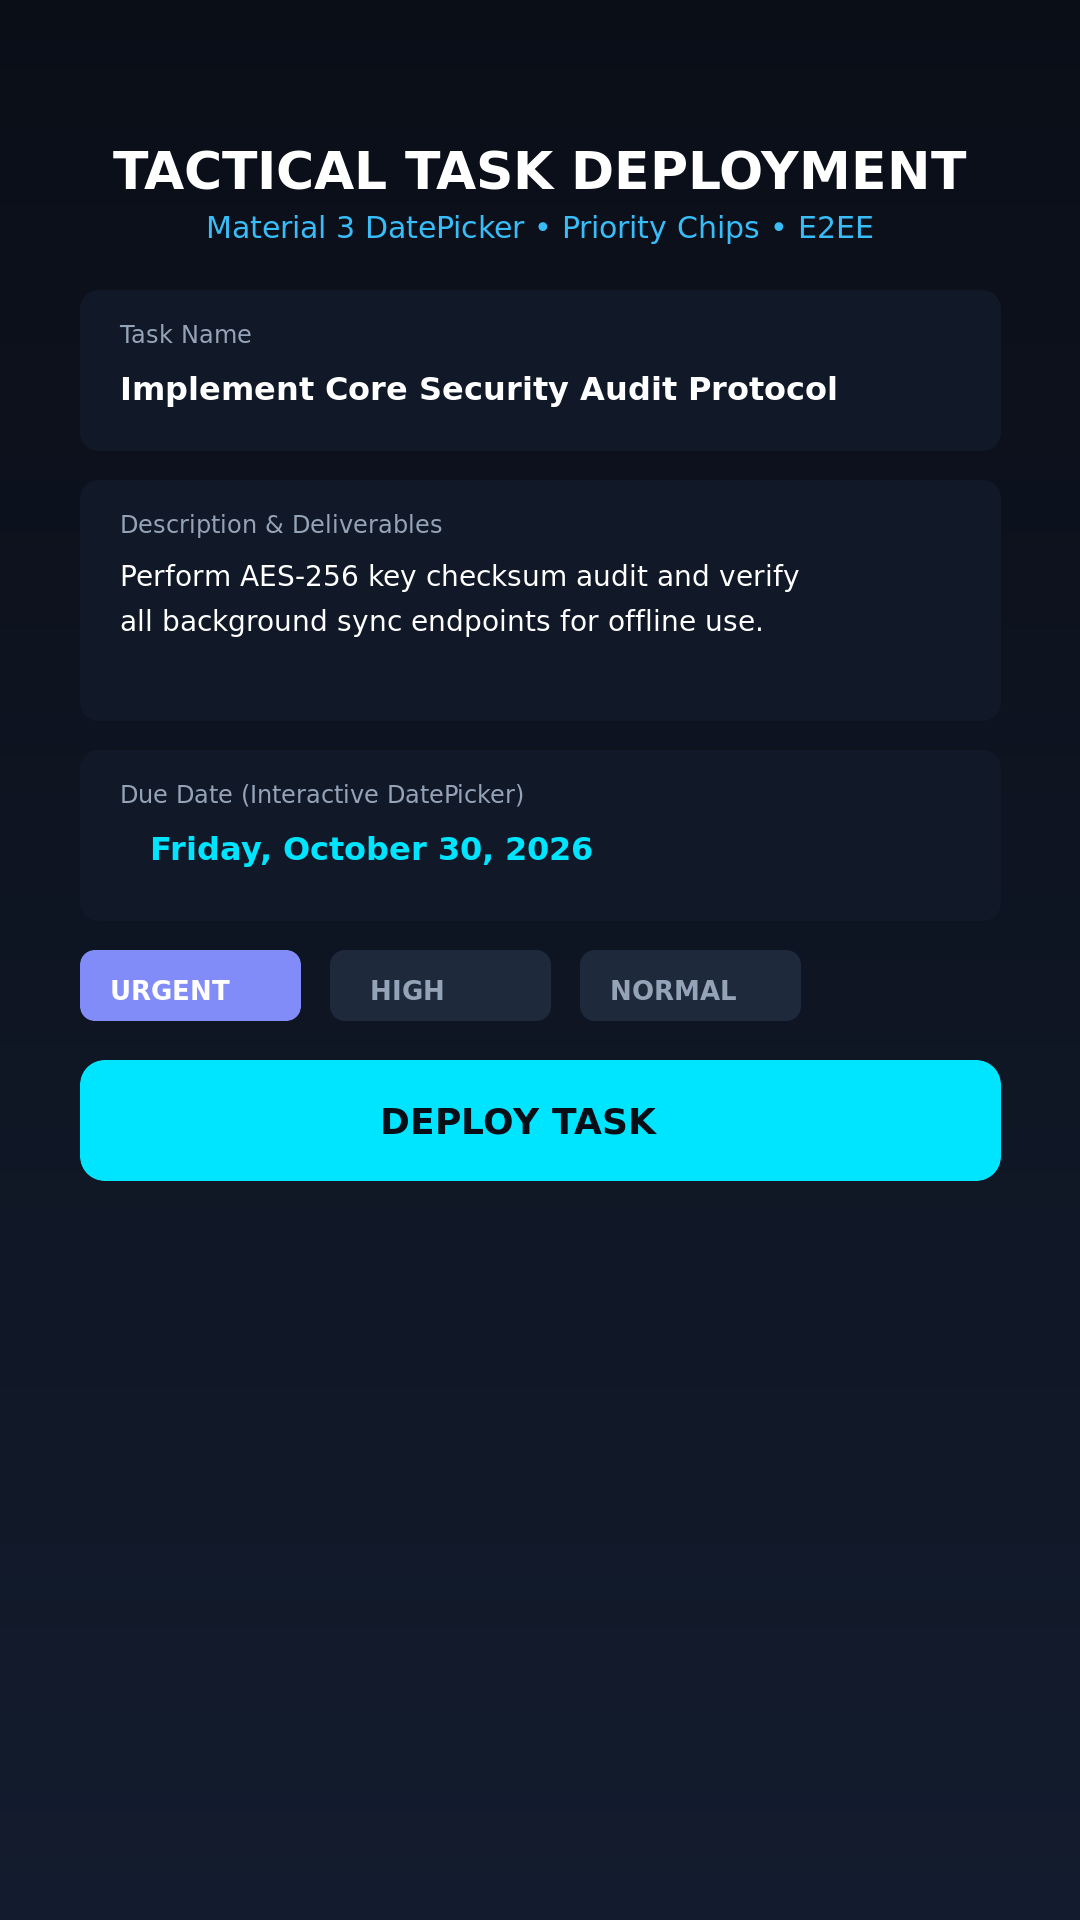 TACTICAL TASK DEPLOYMENT
Material 3 DatePicker • Priority Chips • E2EE
Task Name
Implement Core Security Audit Protocol
Description & Deliverables
Perform AES-256 key checksum audit and verify
all background sync endpoints for offline use.
Due Date (Interactive DatePicker)
Friday, October 30, 2026
URGENT HIGH NORMAL
DEPLOY TASK